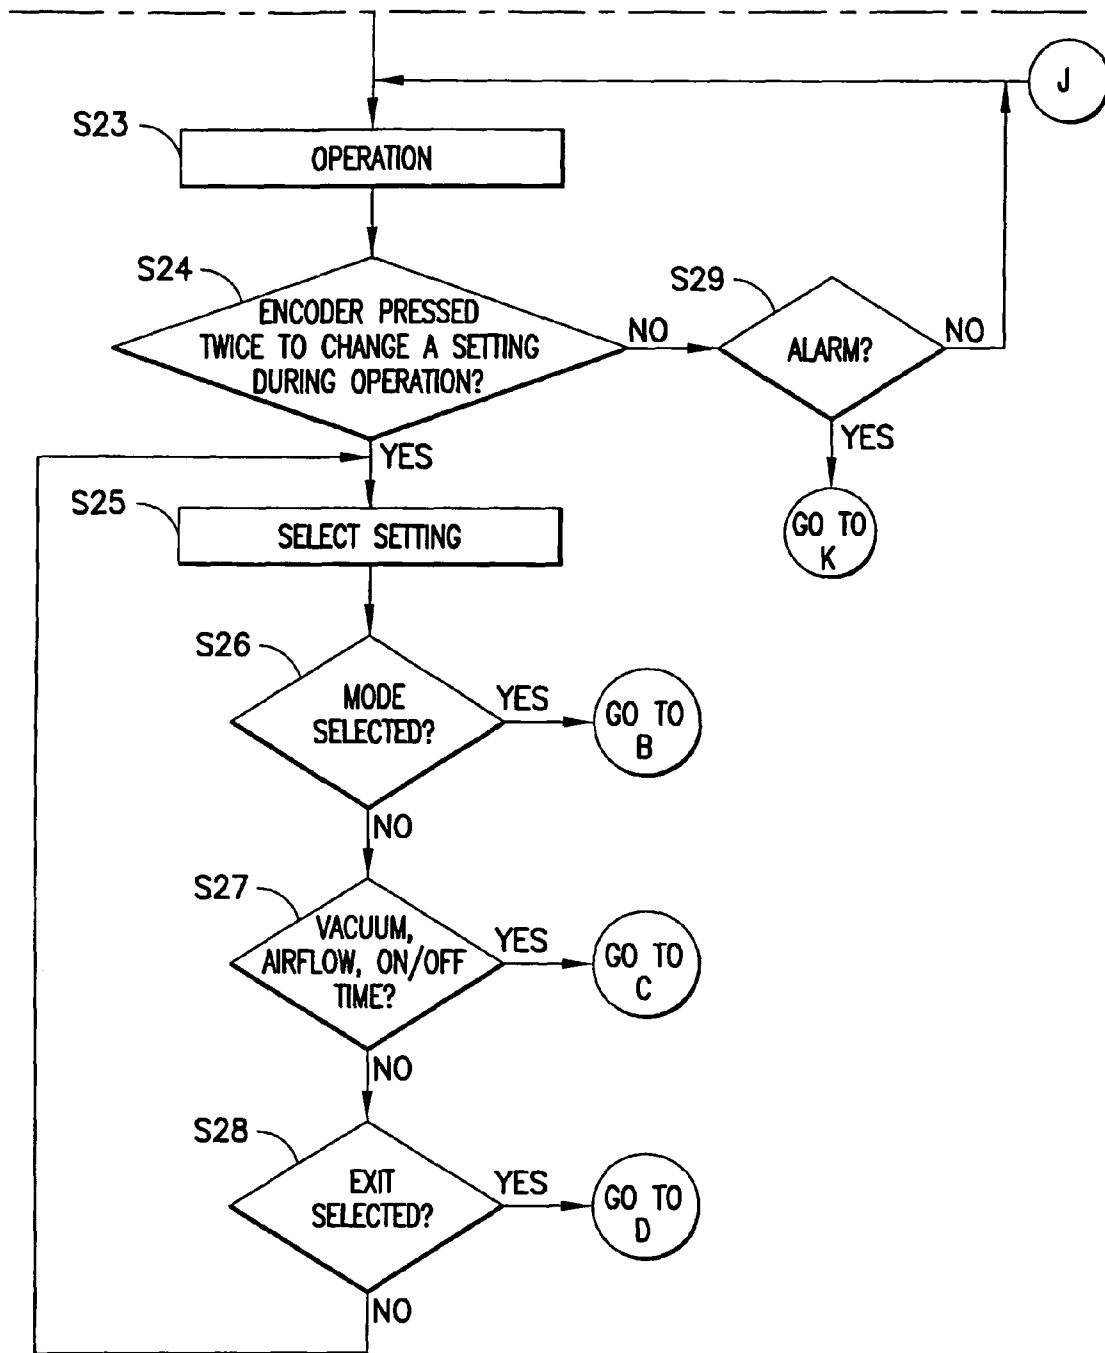 J
S23
OPERATION
S24
ENCODER PRESSED
TWICE TO CHANGE A SETTING
DURING OPERATION?
NO
S29
ALARM?
NO
YES
GO TO
K
YES
S25
SELECT SETTING
S26
MODE
SELECTED?
YES
GO TO
B
NO
S27
VACUUM,
AIRFLOW, ON/OFF
TIME?
YES
GO TO
C
NO
S28
EXIT
SELECTED?
YES
GO TO
D
NO